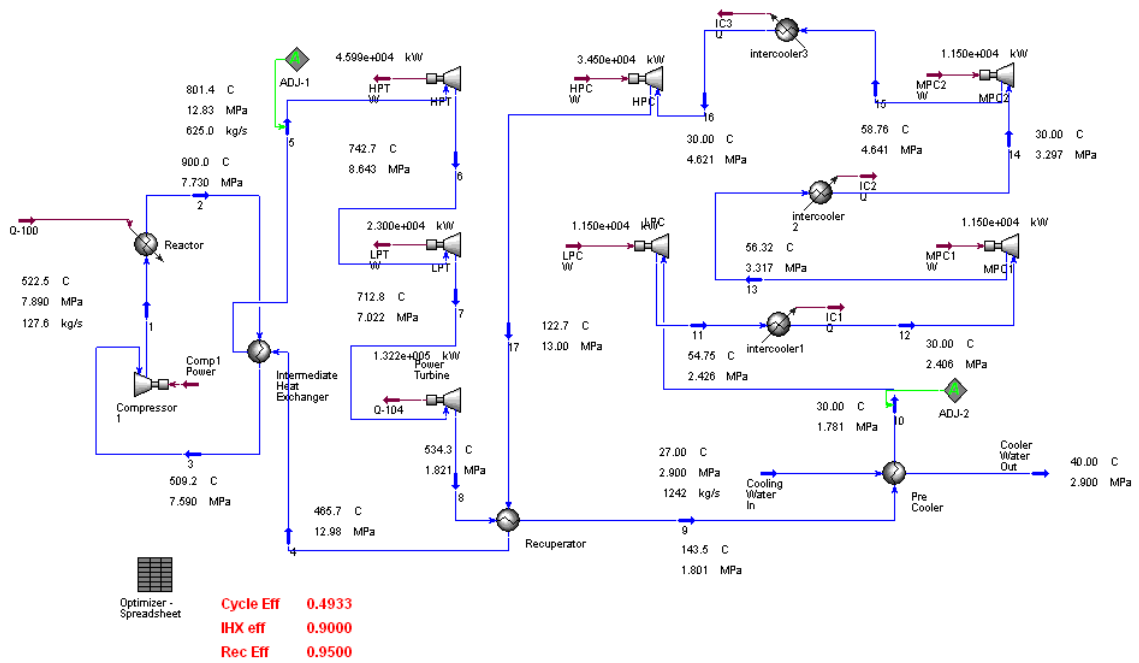 IC3
Q
intercooler3
4.599e+004 kW
3.450e+004 kW
1.150e+004 kW
ADJ-1
HPT
W
HPT
HPC
W
HPC
MPC2
W
MPC2
801.4 C
12.83 MPa
625.0 kg/s
5
15
16
30.00 C
4.621 MPa
58.76 C
4.641 MPa
14
30.00 C
3.297 MPa
742.7 C
8.643 MPa
6
900.0 C
7.730 MPa
2
IC2
Q
intercooler
2
Q-100
Reactor
2.300e+004 kW
LPT
W
LPT
1.150e+004 kW
LPC
LPC
W
1.150e+004 kW
MPC1
W
MPC1
56.32 C
3.317 MPa
13
522.5 C
7.890 MPa
127.6 kg/s
1
712.8 C
7.022 MPa
7
IC1
Q
11
intercooler1
12
17
122.7 C
13.00 MPa
54.75 C
2.426 MPa
30.00 C
2.406 MPa
Comp1
Power
Compressor
1
Intermediate
Heat
Exchanger
1.322e+005 kW
Power
Turbine
Q-104
ADJ-2
30.00 C
1.781 MPa
10
3
509.2 C
7.590 MPa
534.3 C
1.821 MPa
8
27.00 C
2.900 MPa
1242 kg/s
Cooling
Water
In
Cooler
Water
Out
40.00 C
2.900 MPa
Pre
Cooler
465.7 C
12.98 MPa
4
Recuperator
9
143.5 C
1.801 MPa
Optimizer -
Spreadsheet
Cycle Eff 0.4933
IHX eff 0.9000
Rec Eff 0.9500